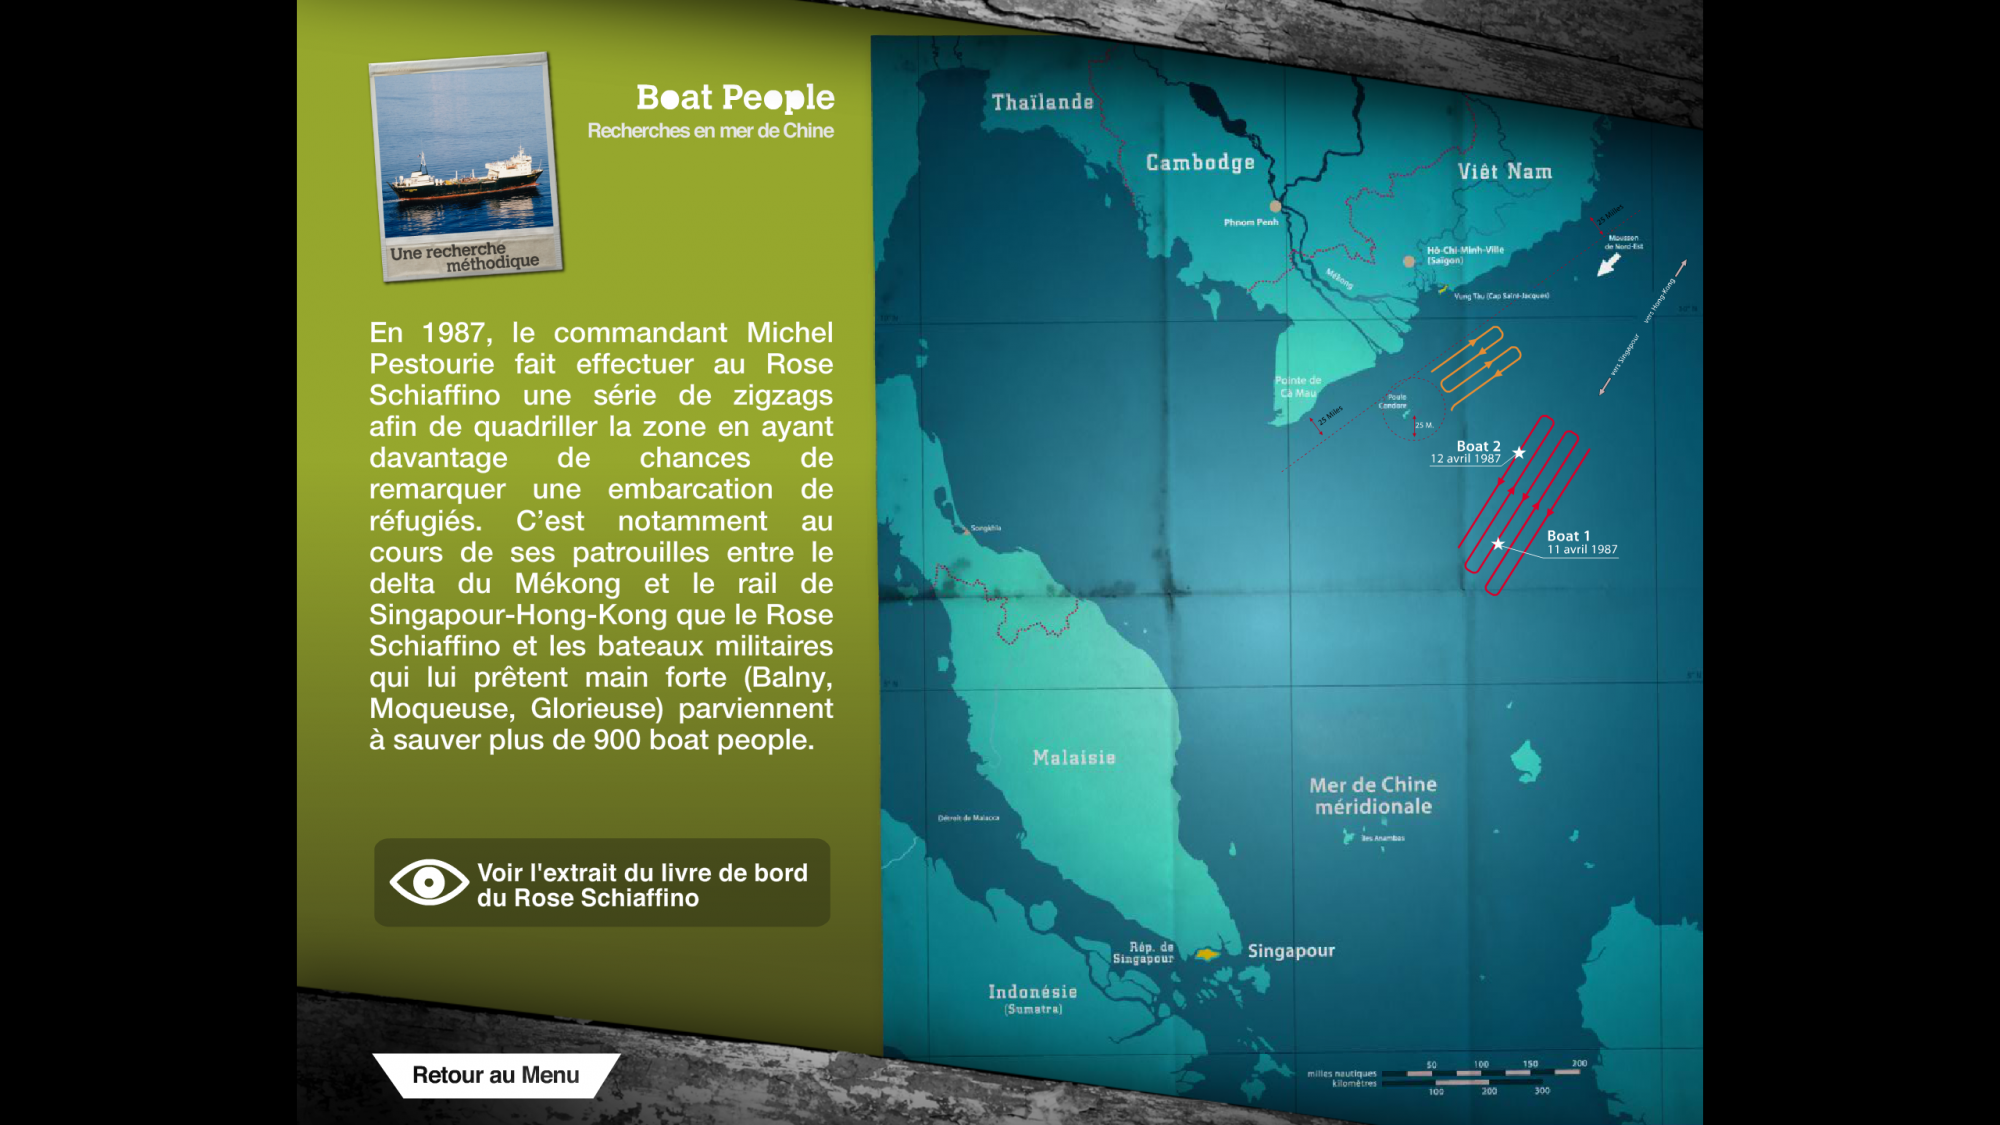 Boat People
Recherches en mer de Chine
Une recherche
méthodique
En 1987, le commandant Michel
Pestourie fait effectuer au Rose
Schiaffino une série de zigzags
afin de quadriller la zone en ayant
davantage de chances de
remarquer une embarcation de
réfugiés. C’est notamment au
cours de ses patrouilles entre le
delta du Mékong et le rail de
Singapour-Hong-Kong que le Rose
Schiaffino et les bateaux militaires
qui lui prêtent main forte (Balny,
Moqueuse, Glorieuse) parviennent
à sauver plus de 900 boat people.
Voir l'extrait du livre de bord
du Rose Schiaffino
Retour au Menu
Thaïlande
Cambodge
Viêt Nam
Phnom Penh
25 Milles
Mousson
de Nord-Est
Hô-Chi-Minh-Ville
(Saïgon)
Mékong
Vung Tàu (Cap Saint-Jacques)
vers Hong-Kong
vers Singapour
10° N
Pointe de
Cà Mau
Poulo
Condore
25 Milles
25 M.
Boat 2
12 avril 1987
Boat 1
11 avril 1987
Songkhla
5° N
Malaisie
Mer de Chine
méridionale
Détroit de Malacca
Iles Anambas
Rép. de
Singapour
Singapour
Indonésie
(Sumatra)
50 100 150 300
milles nautiques
kilomètres
100 200 300